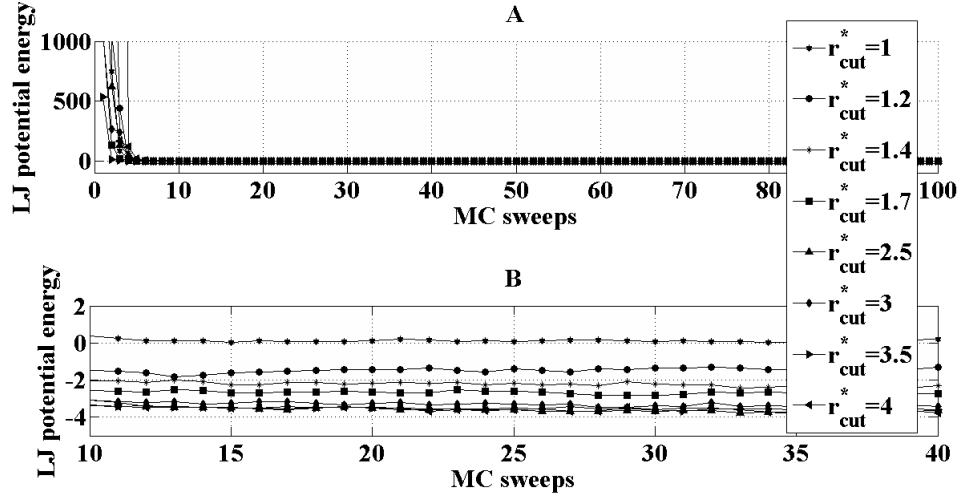 A
LJ potential energy
1000
500
0
0 10 20 30 40 50 60 70 80 100
MC sweeps
B
LJ potential energy
2
0
−2
−4
10 15 20 25 30 35 40
MC sweeps
r*cut=1
r*cut=1.2
r*cut=1.4
r*cut=1.7
r*cut=2.5
r*cut=3
r*cut=3.5
r*cut=4